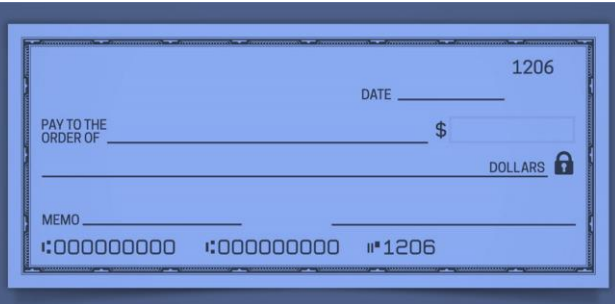 1206
DATE
PAY TO THE
ORDER OF
$
DOLLARS
MEMO
⑆000000000 ⑆000000000 ⑈1206